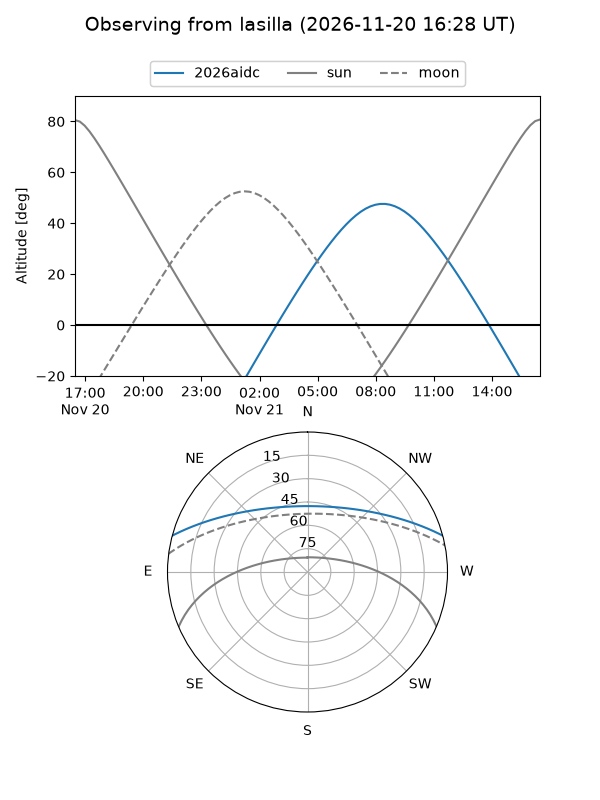 Observing from lasilla (2026-11-20 16:28 UT)
2026aidc sun moon
Altitude [deg]
80
60
40
20
0
−20
17:00 20:00 23:00 02:00 05:00 08:00 11:00 14:00
Nov 20 Nov 21
N
NE NW
15
30
45
60
75
E W
SE SW
S